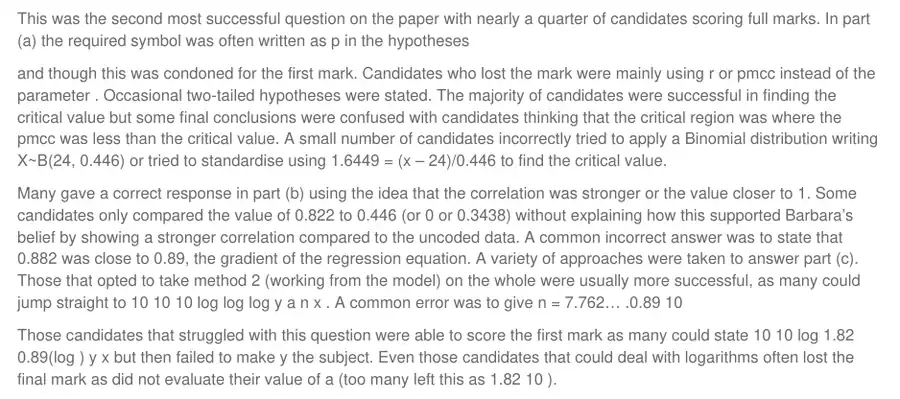 This was the second most successful question on the paper with nearly a quarter of candidates scoring full marks. In part
(a) the required symbol was often written as p in the hypotheses
and though this was condoned for the first mark. Candidates who lost the mark were mainly using r or pmcc instead of the
parameter . Occasional two-tailed hypotheses were stated. The majority of candidates were successful in finding the
critical value but some final conclusions were confused with candidates thinking that the critical region was where the
pmcc was less than the critical value. A small number of candidates incorrectly tried to apply a Binomial distribution writing
X~B(24, 0.446) or tried to standardise using 1.6449 = (x – 24)/0.446 to find the critical value.
Many gave a correct response in part (b) using the idea that the correlation was stronger or the value closer to 1. Some
candidates only compared the value of 0.822 to 0.446 (or 0 or 0.3438) without explaining how this supported Barbara's
belief by showing a stronger correlation compared to the uncoded data. A common incorrect answer was to state that
0.882 was close to 0.89, the gradient of the regression equation. A variety of approaches were taken to answer part (c).
Those that opted to take method 2 (working from the model) on the whole were usually more successful, as many could
jump straight to 10 10 10 log log log y a n x . A common error was to give n = 7.762… .0.89 10
Those candidates that struggled with this question were able to score the first mark as many could state 10 10 log 1.82
0.89(log ) y x but then failed to make y the subject. Even those candidates that could deal with logarithms often lost the
final mark as did not evaluate their value of a (too many left this as 1.82 10 ).